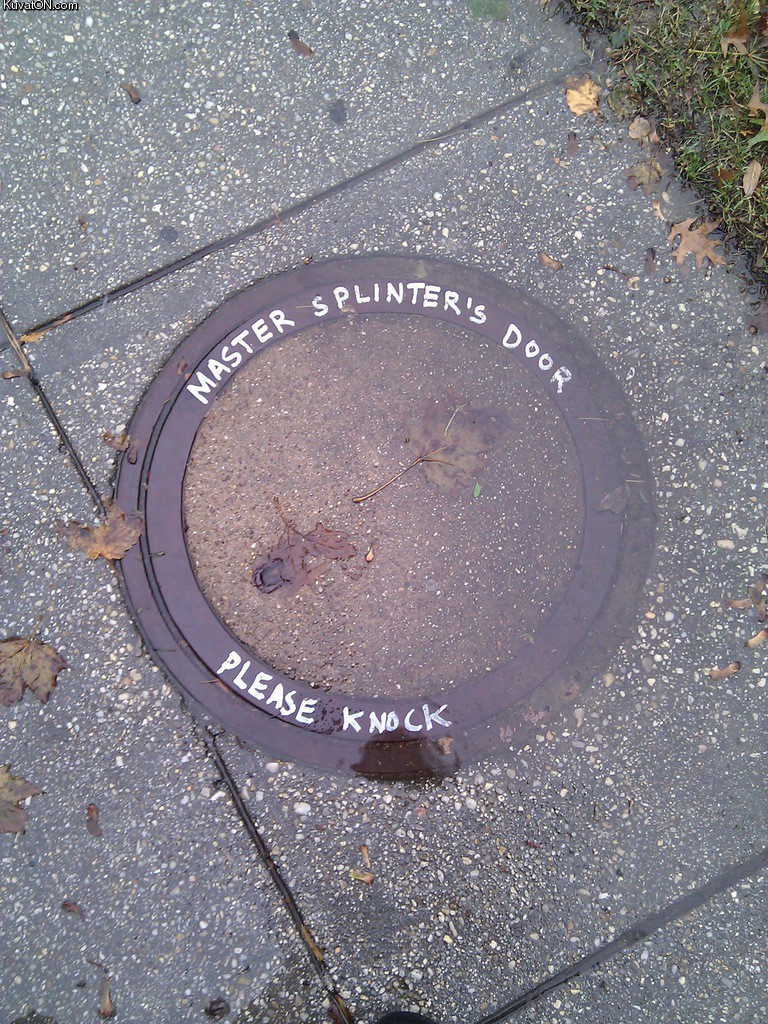 KuvatON.com
MASTER SPLINTER'S DOOR
PLEASE KNOCK